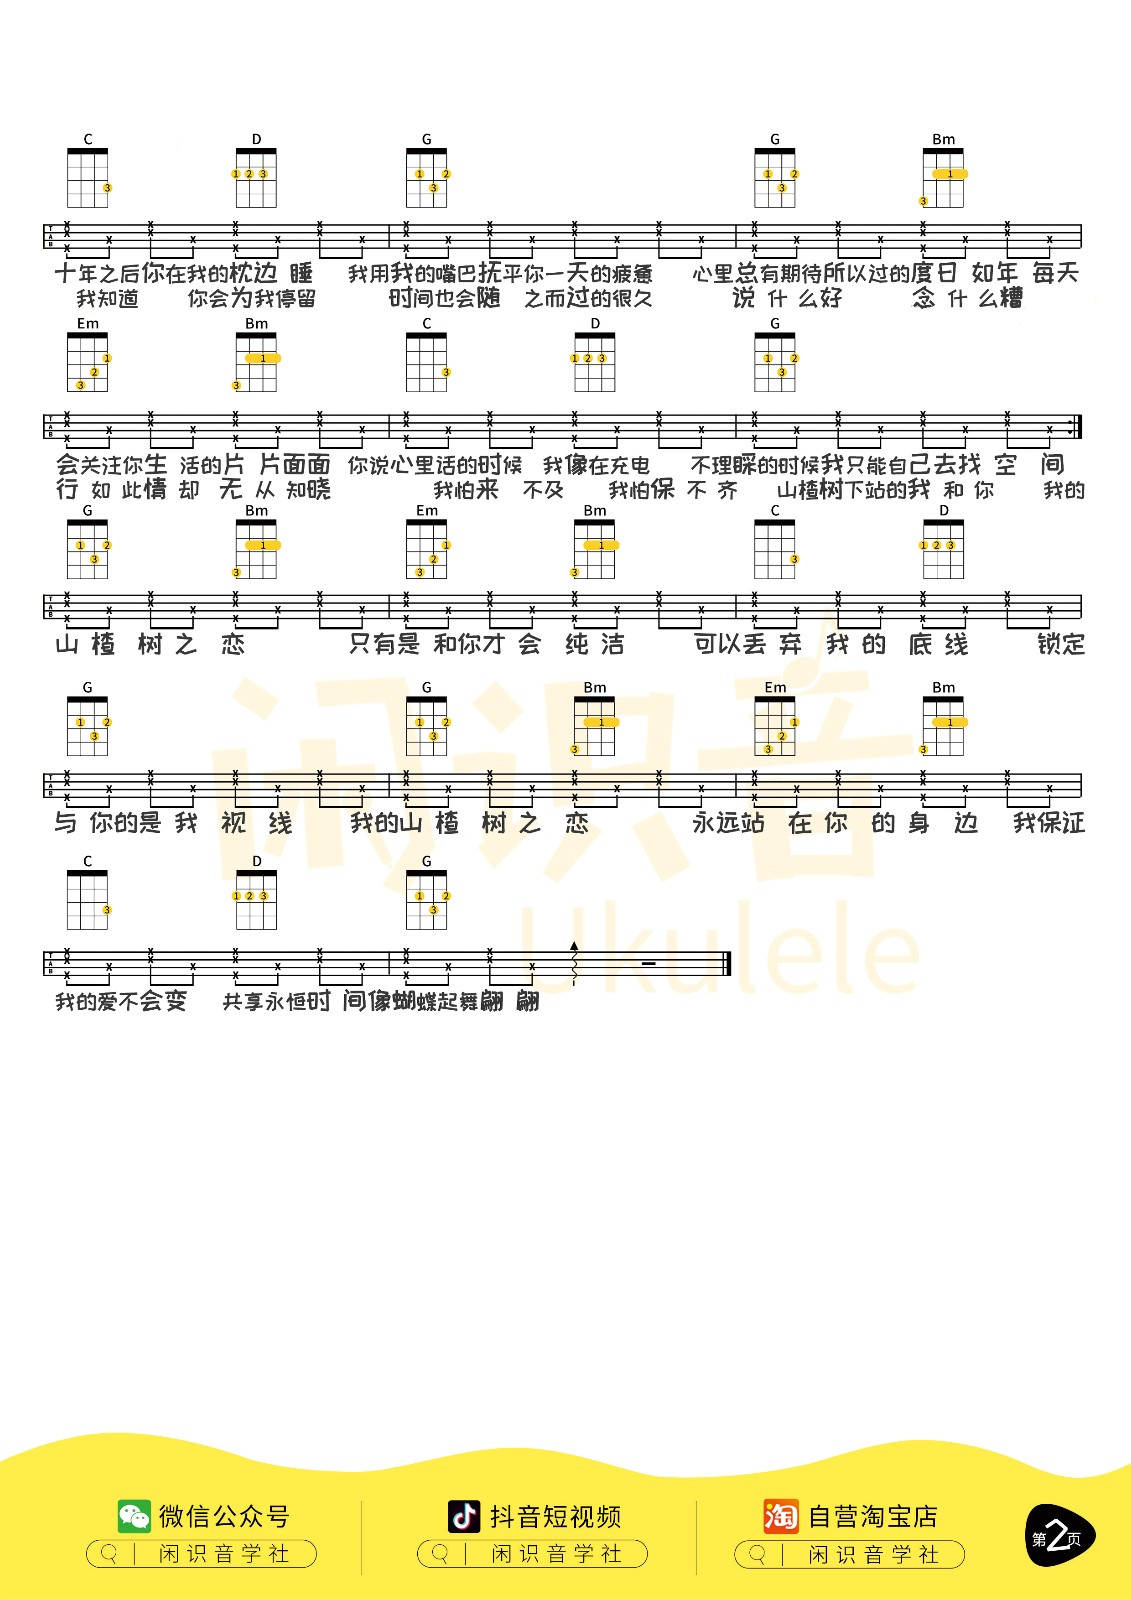 C D G G Bm
十年之后你在我的枕边 睡 我用我的嘴巴抚平你一天的疲惫 心里总有期待所以过的度日 如年 每天
我知道 你会为我停留 时间也会随 之而过的很久 说 什 么好 念 什 么糟
Em Bm C D G
会关注你生 活的片 片面面 你说心里话的时候 我像在充电 不理睬的时候我只能自己去找 空 间
行 如 此情 却 无 从 知晓 我怕来 不及 我怕保 不 齐 山楂树下站的我 和 你 我的
G Bm Em Bm C D
山 楂 树 之 恋 只有是 和你才 会 纯 洁 可以丢 弃 我 的 底 线 锁定
G G Bm Em Bm
与 你的是 我 视 线 我的山 楂 树 之 恋 永远站 在 你 的 身 边 我保证
C D G
我的爱不会变 共享永恒时 间像蝴蝶起舞翩 翩
闲识音
Ukulele
微信公众号 抖音短视频 自营淘宝店
闲识音学社 闲识音学社 闲识音学社
第2页